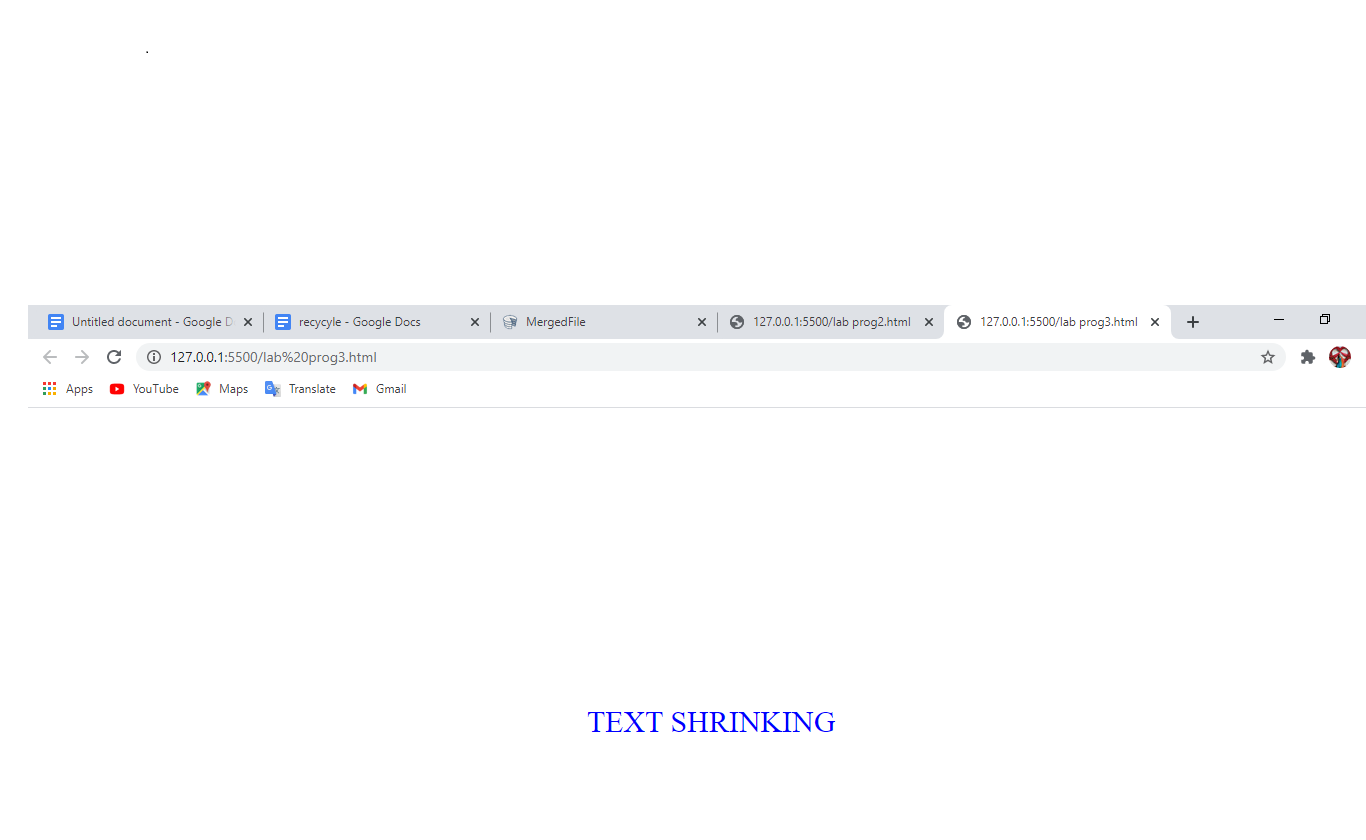 .
Untitled document - Google D
recycyle - Google Docs
MergedFile
127.0.0.1:5500/lab prog2.html
127.0.0.1:5500/lab prog3.html
127.0.0.1:5500/lab%20prog3.html
Apps YouTube Maps Translate Gmail
TEXT SHRINKING